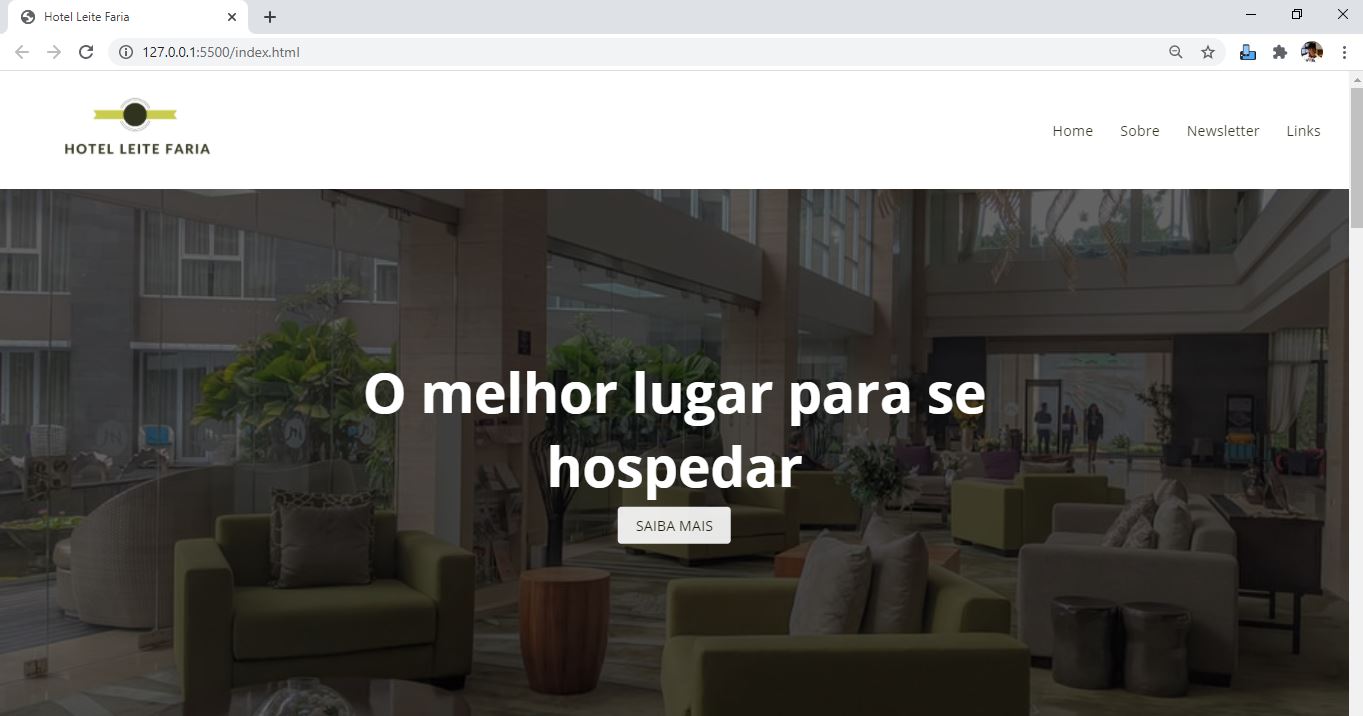 Hotel Leite Faria
127.0.0.1:5500/index.html
HOTEL LEITE FARIA
Home Sobre Newsletter Links
O melhor lugar para se
hospedar
SAIBA MAIS